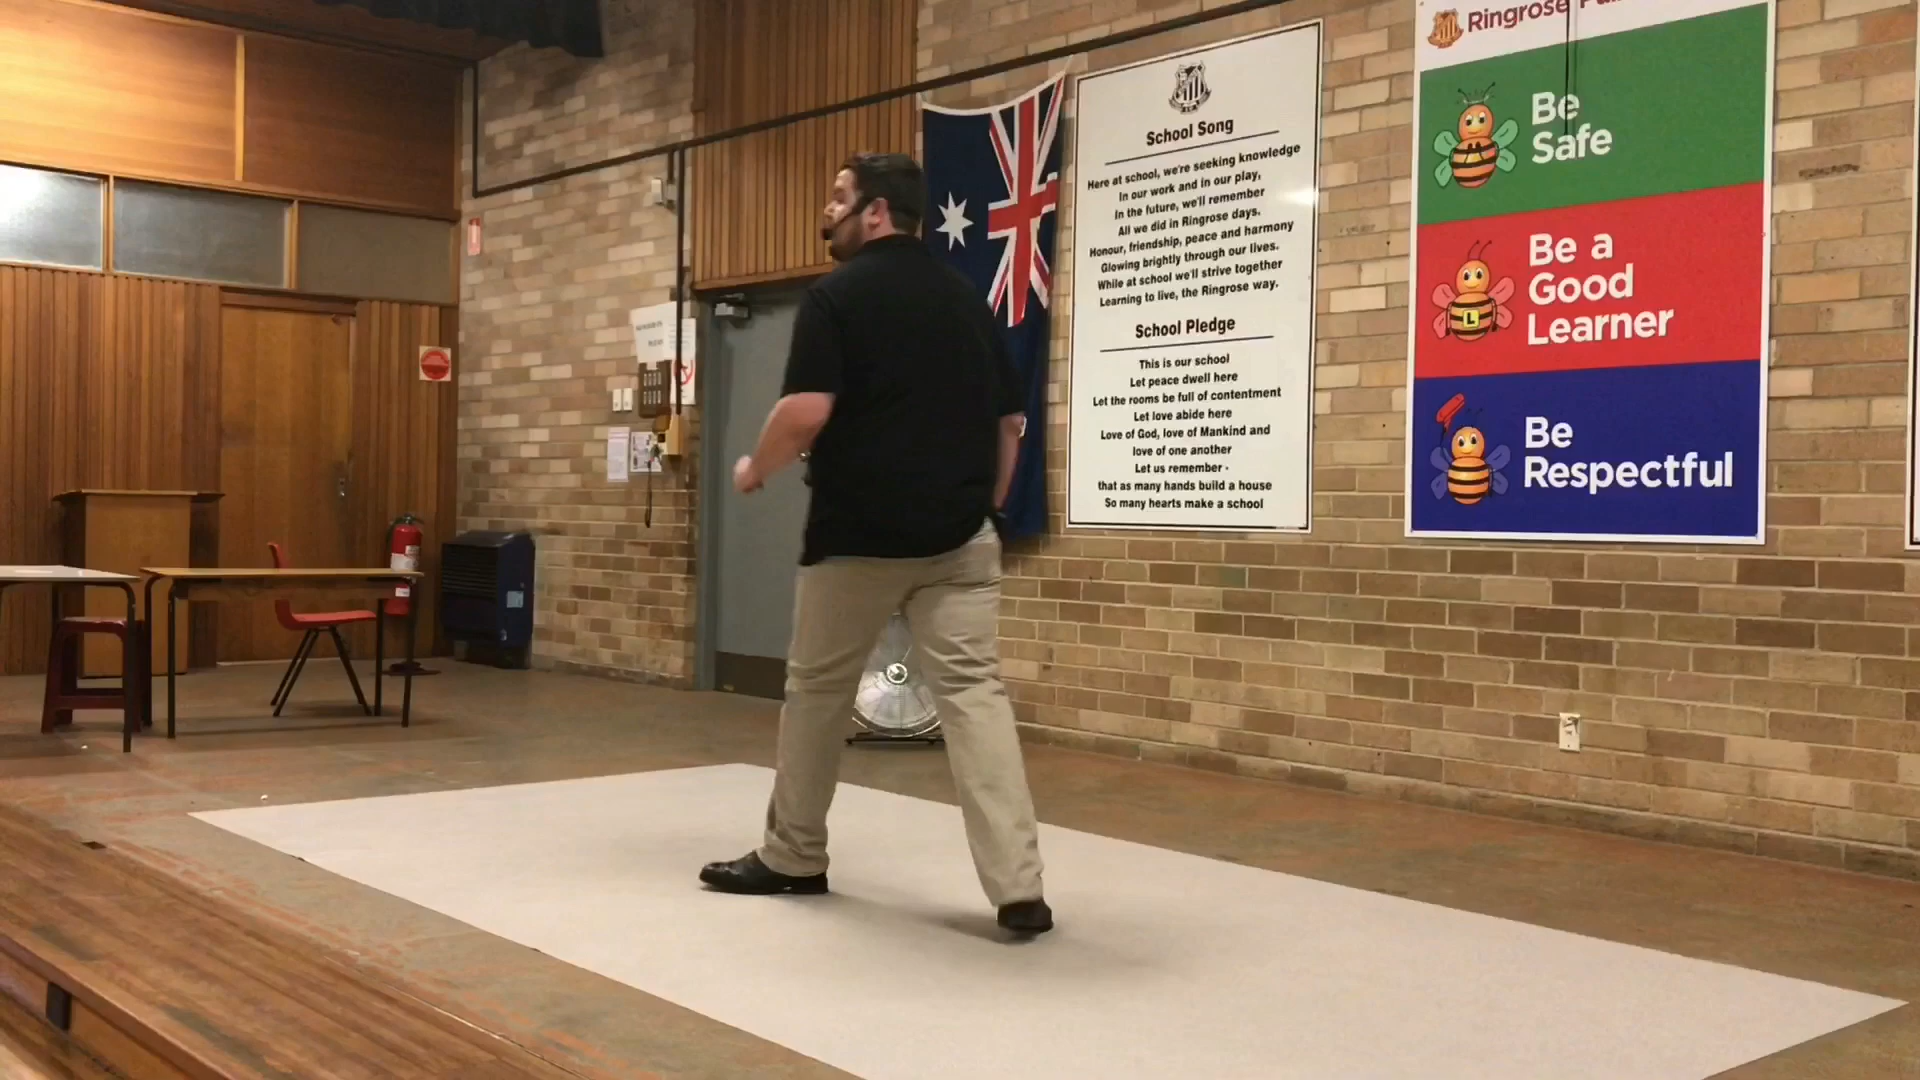 School Song
Here at school, we're seeking knowledge
In our work and in our play,
In the future, we'll remember
All we did in Ringrose days.
Honour, friendship, peace and harmony
Glowing brightly through our lives.
While at school we'll strive together
Learning to live, the Ringrose way.
School Pledge
This is our school
Let peace dwell here
Let the rooms be full of contentment
Let love abide here
Love of God, love of Mankind and
love of one another
Let us remember -
that as many hands build a house
So many hearts make a school
Ringrose
Be
Safe
Be a
Good
Learner
L
Be
Respectful